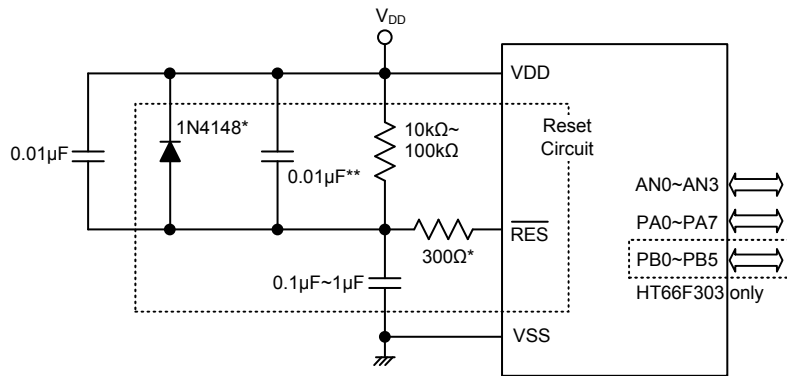 VDD
VDD
1N4148*
10kΩ~
100kΩ
Reset
Circuit
0.01µF
0.01µF**
AN0~AN3
PA0~PA7
RES
PB0~PB5
300Ω*
0.1µF~1µF
HT66F303 only
VSS